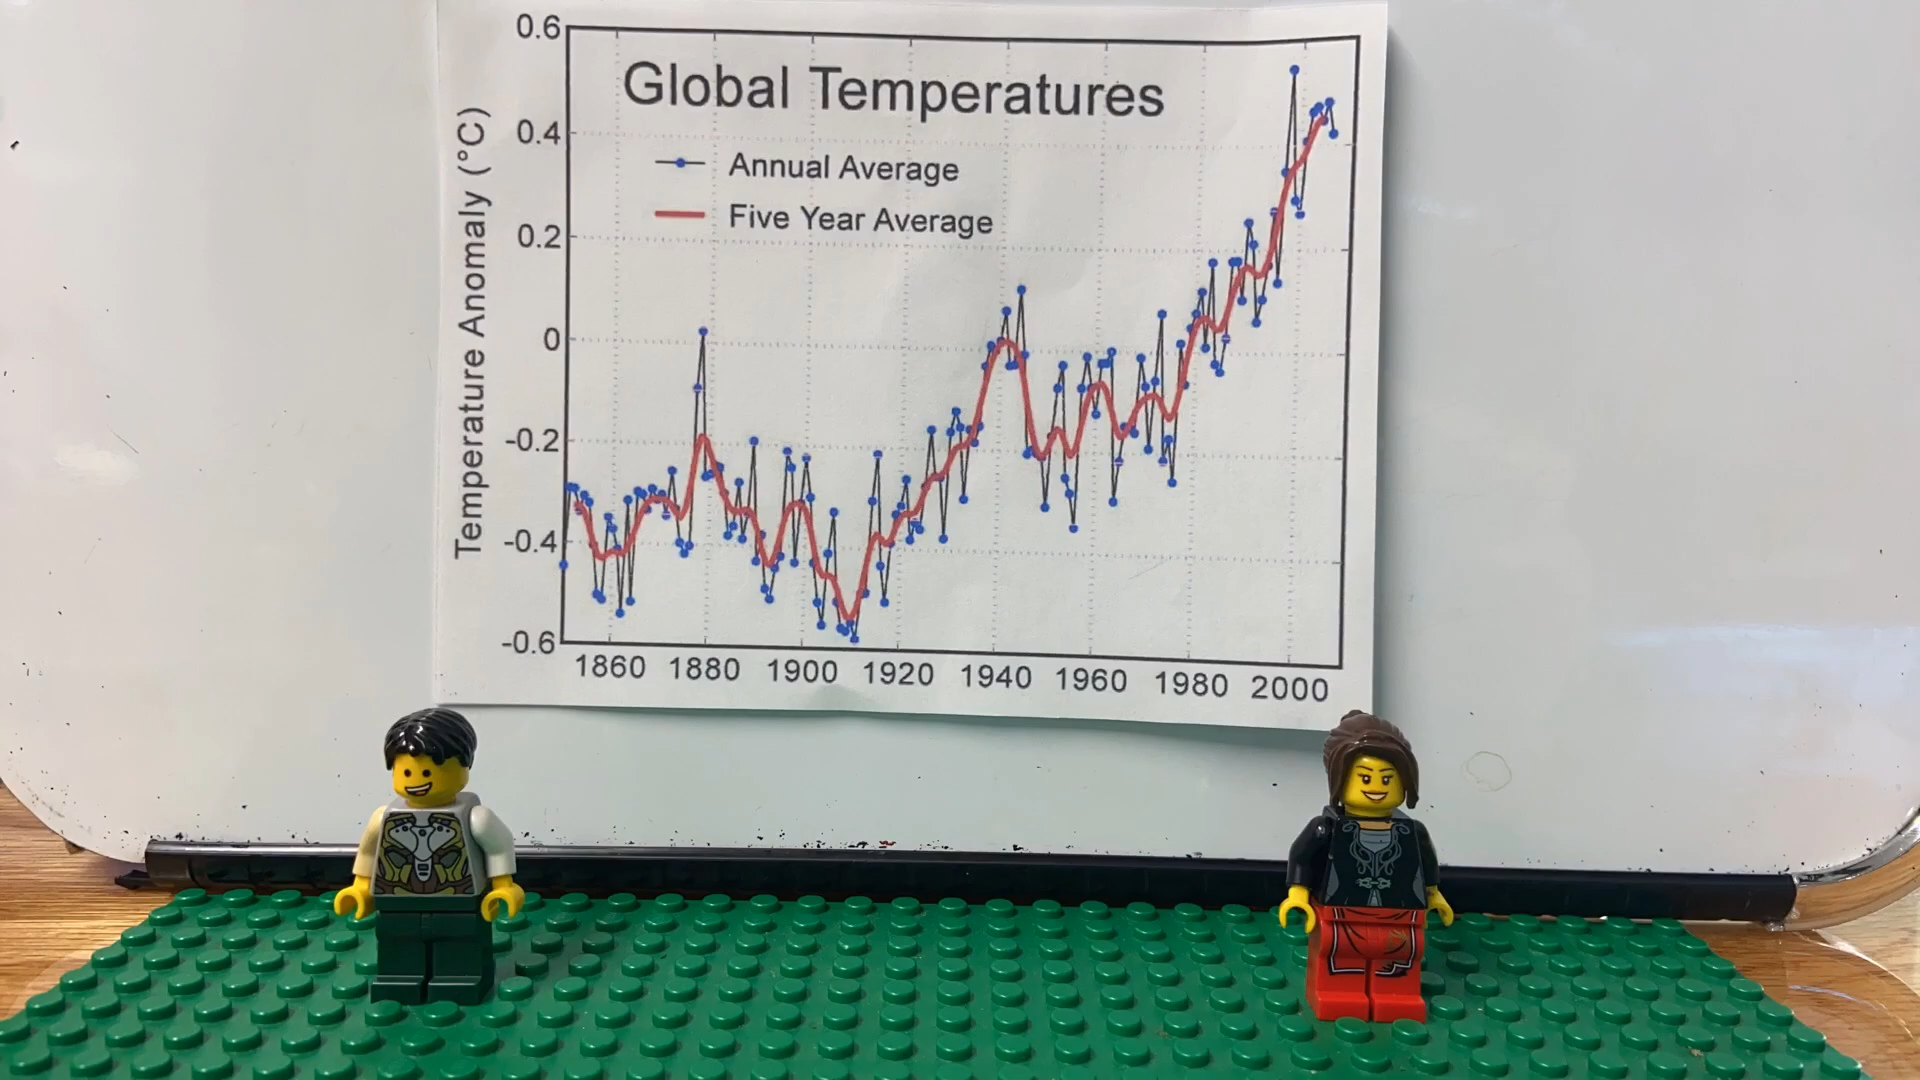 Global Temperatures
Annual Average
Five Year Average
Temperature Anomaly (°C)
0.6
0.4
0.2
0
-0.2
-0.4
-0.6
1860 1880 1900 1920 1940 1960 1980 2000